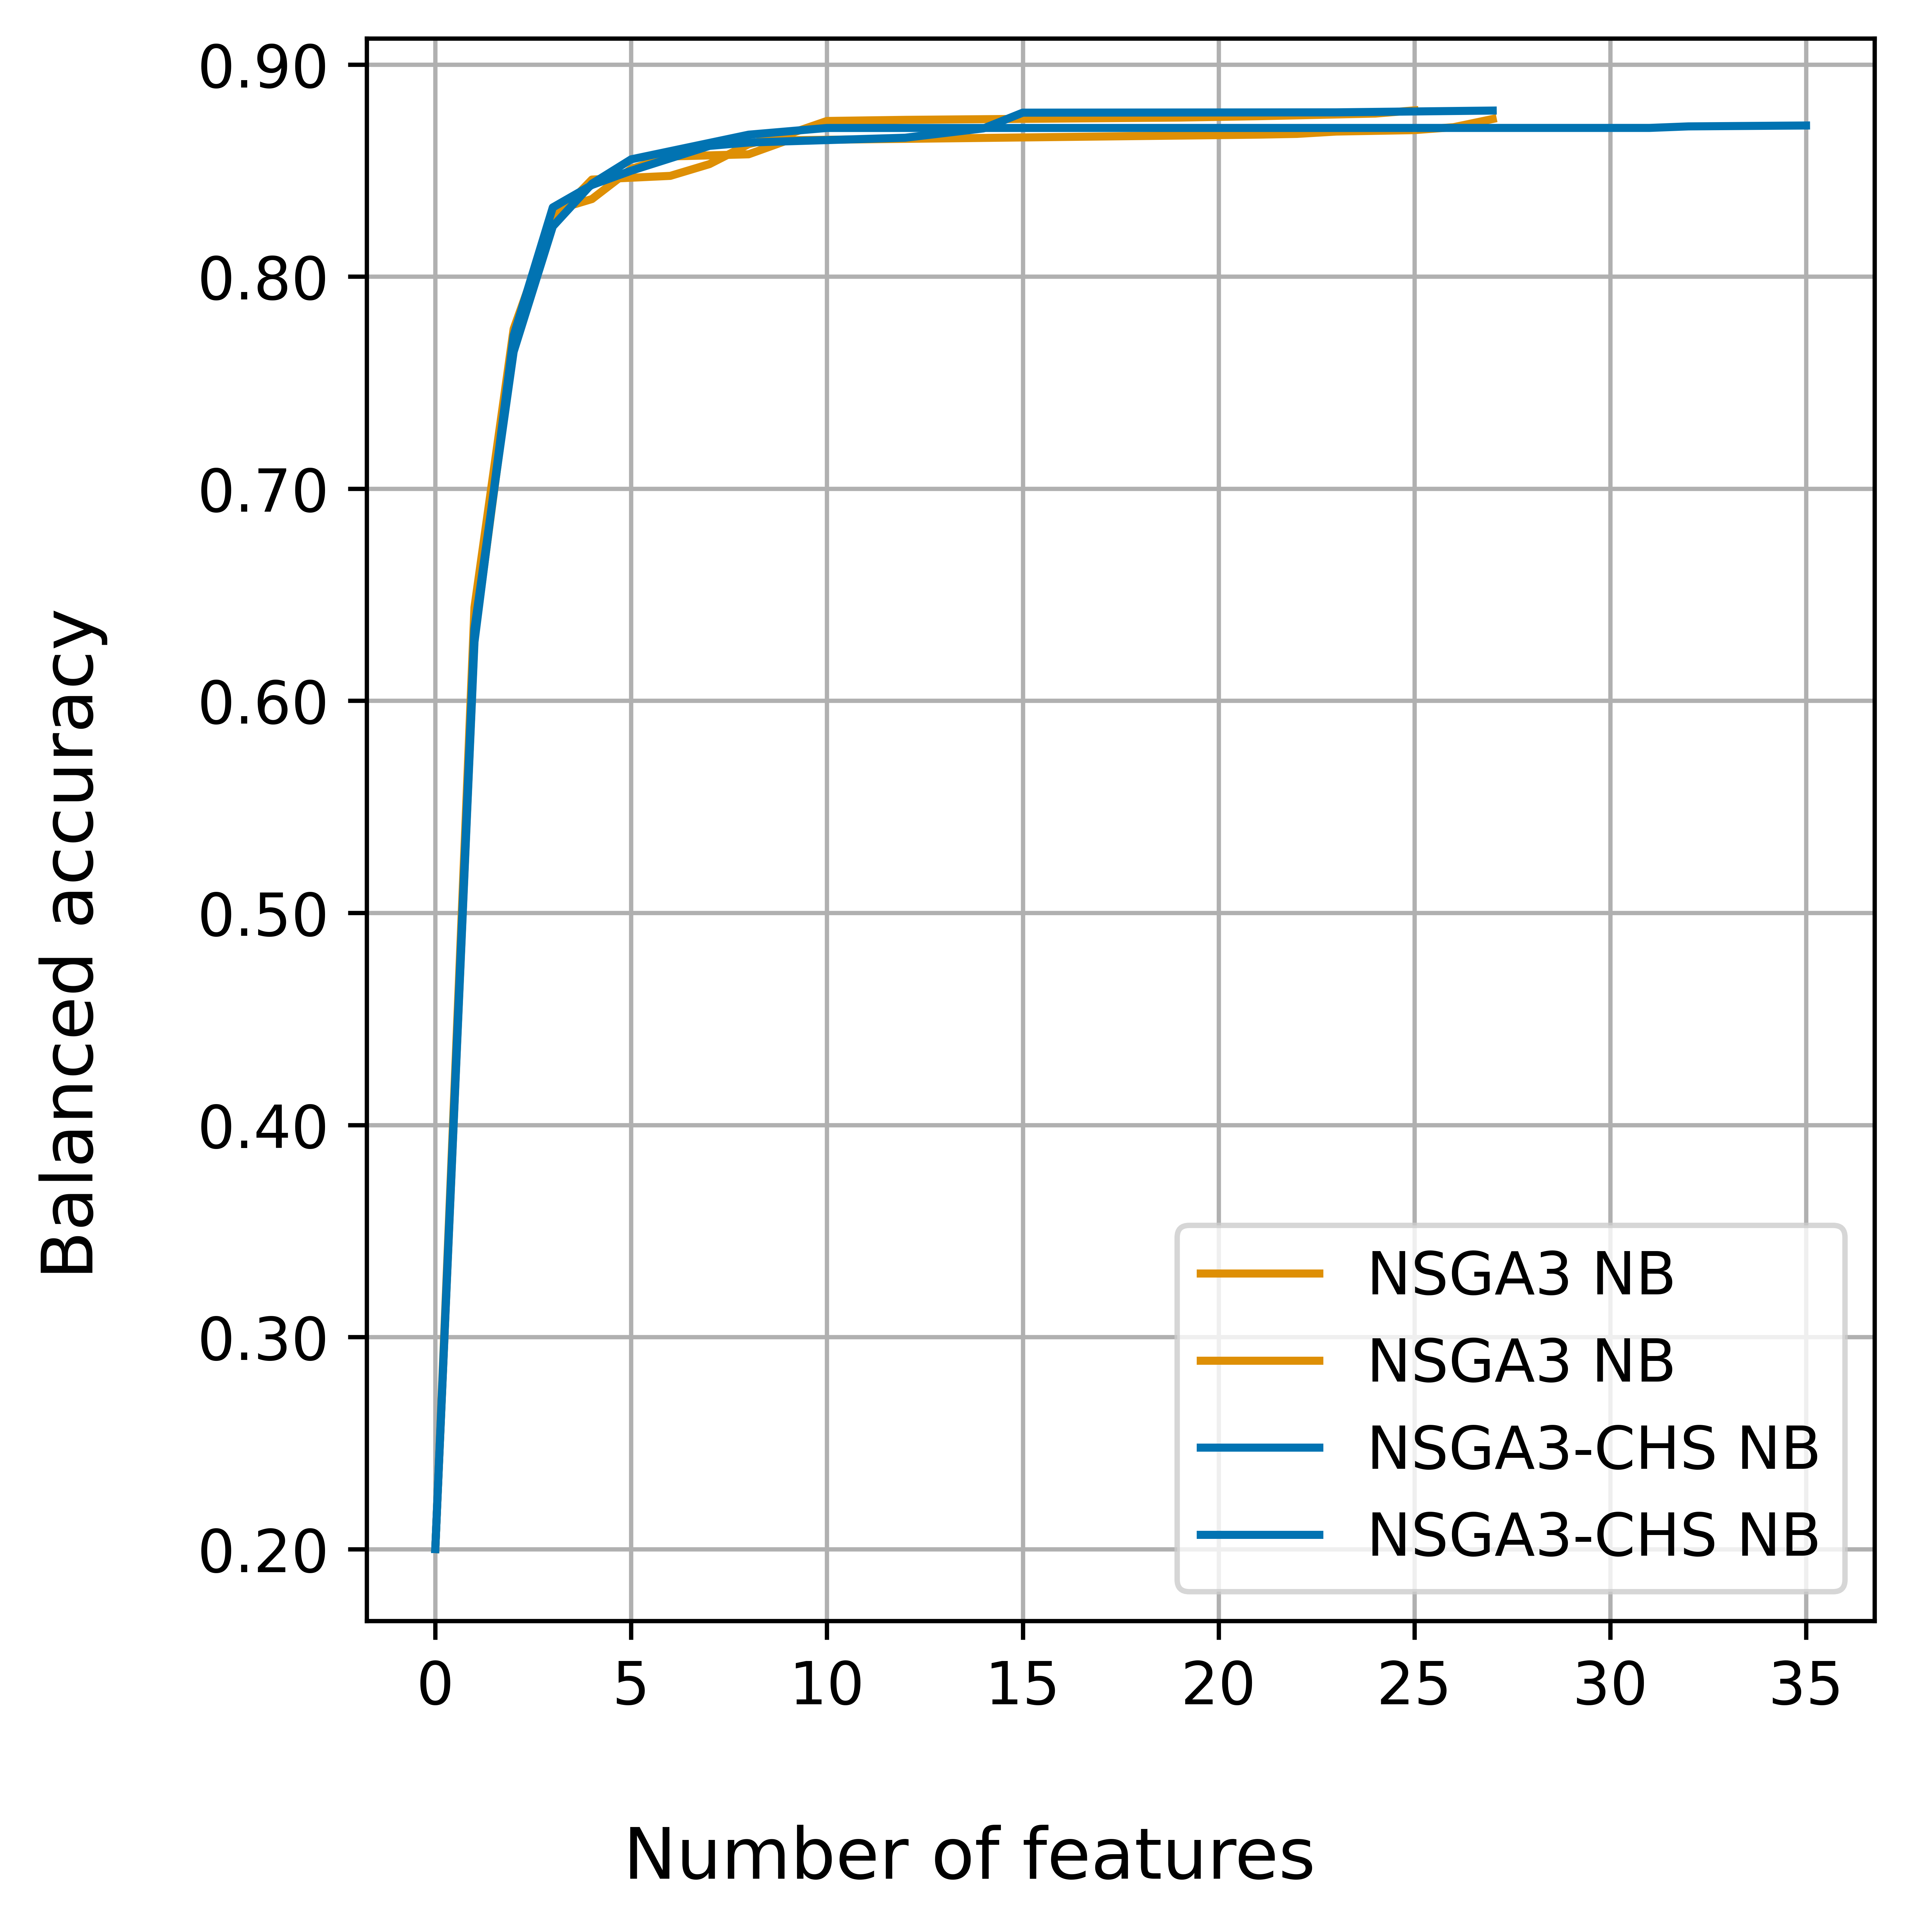 0.90
0.80
0.70
0.60
0.50
0.40
0.30
0.20
Balanced accuracy
NSGA3 NB
NSGA3 NB
NSGA3-CHS NB
NSGA3-CHS NB
0 5 10 15 20 25 30 35
Number of features